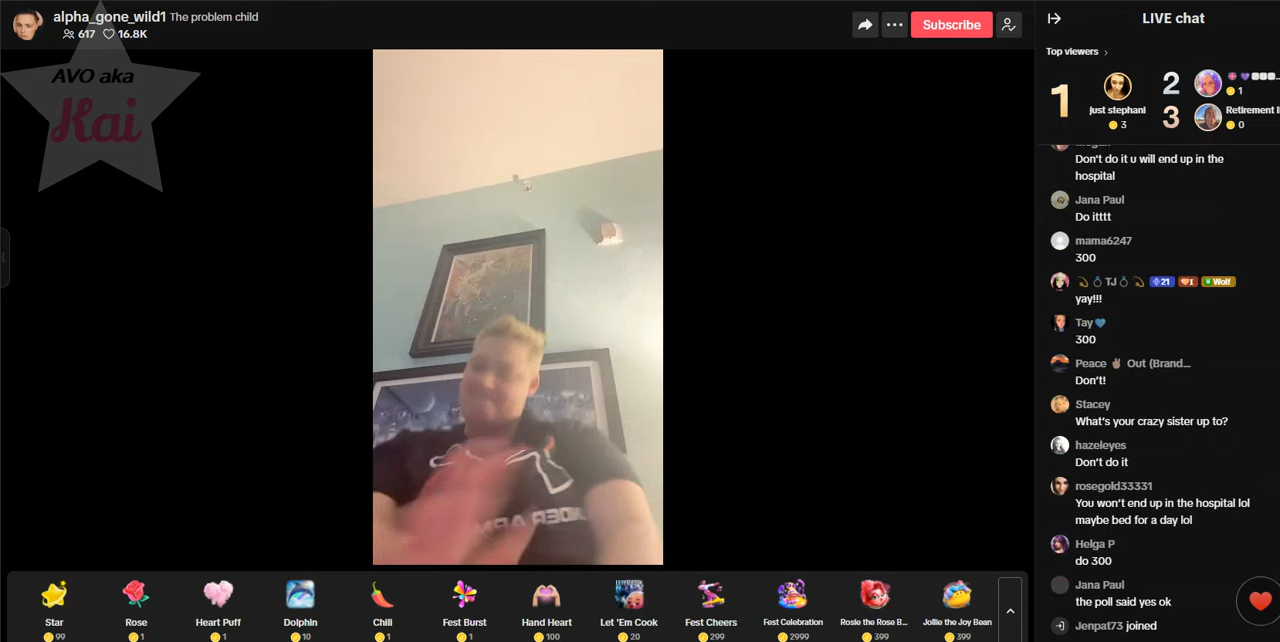 alpha_gone_wild1 The problem child
617 16.8K
AVO aka
Kai
Subscribe
LIVE chat
Top viewers
1
just stephani
3
2
1
3
0
Don't do it u will end up in the
hospital
Jana Paul
Do itttt
mama6247
300
TJ 21 I Wolf
yay!!!
Tay
300
Peace Out (Brand...
Don't!
Stacey
What's your crazy sister up to?
hazeleyes
Don't do it
rosegold33331
You won't end up in the hospital lol
maybe bed for a day lol
Helga P
do 300
Jana Paul
the poll said yes ok
Jenpat73 joined
Star
99
Rose
1
Heart Puff
1
Dolphin
10
Chili
1
Fest Burst
1
Hand Heart
100
Let 'Em Cook
20
Fest Cheers
299
Fest Celebration
2999
Rosie the Rose B...
399
Jollie the Joy Bean
399